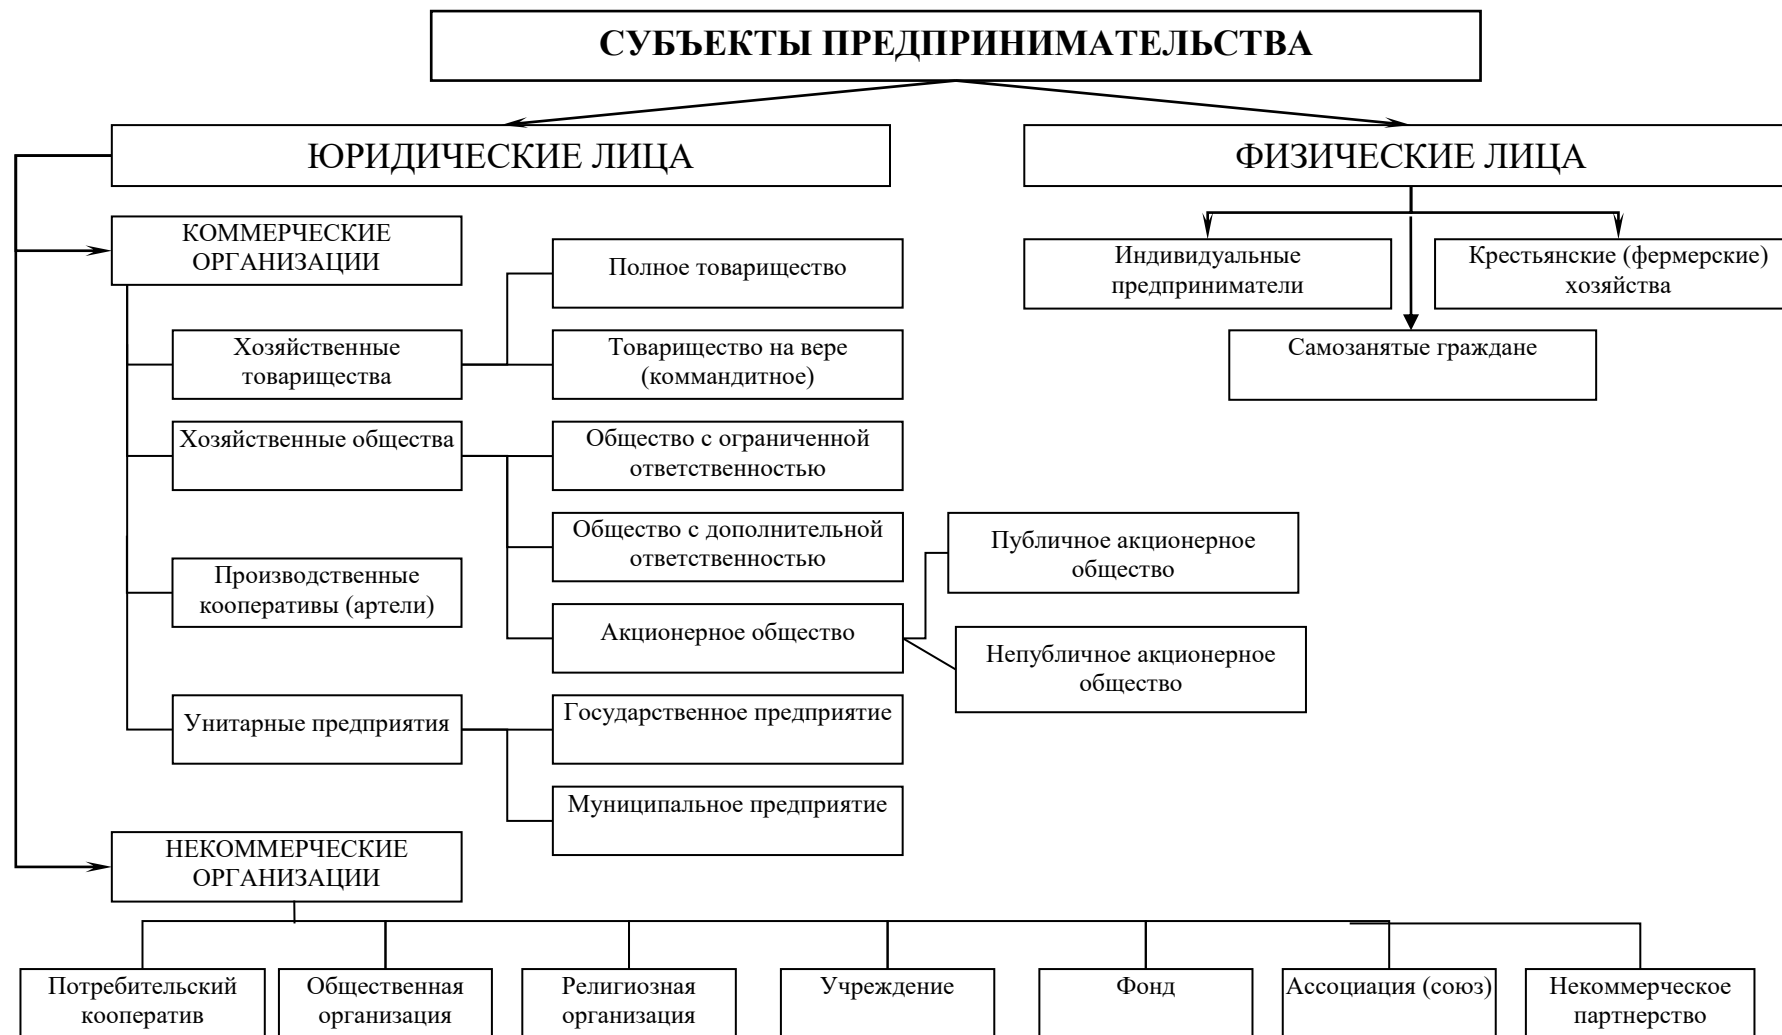 СУБЪЕКТЫ ПРЕДПРИНИМАТЕЛЬСТВА
ЮРИДИЧЕСКИЕ ЛИЦА
ФИЗИЧЕСКИЕ ЛИЦА
КОММЕРЧЕСКИЕ
ОРГАНИЗАЦИИ
Полное товарищество
Индивидуальные
предприниматели
Крестьянские (фермерские)
хозяйства
Хозяйственные
товарищества
Товарищество на вере
(коммандитное)
Самозанятые граждане
Хозяйственные общества
Общество с ограниченной
ответственностью
Общество с дополнительной
ответственностью
Публичное акционерное
общество
Производственные
кооперативы (артели)
Акционерное общество
Непубличное акционерное
общество
Унитарные предприятия
Государственное предприятие
Муниципальное предприятие
НЕКОММЕРЧЕСКИЕ
ОРГАНИЗАЦИИ
Потребительский
кооператив
Общественная
организация
Религиозная
организация
Учреждение
Фонд
Ассоциация (союз)
Некоммерческое
партнерство